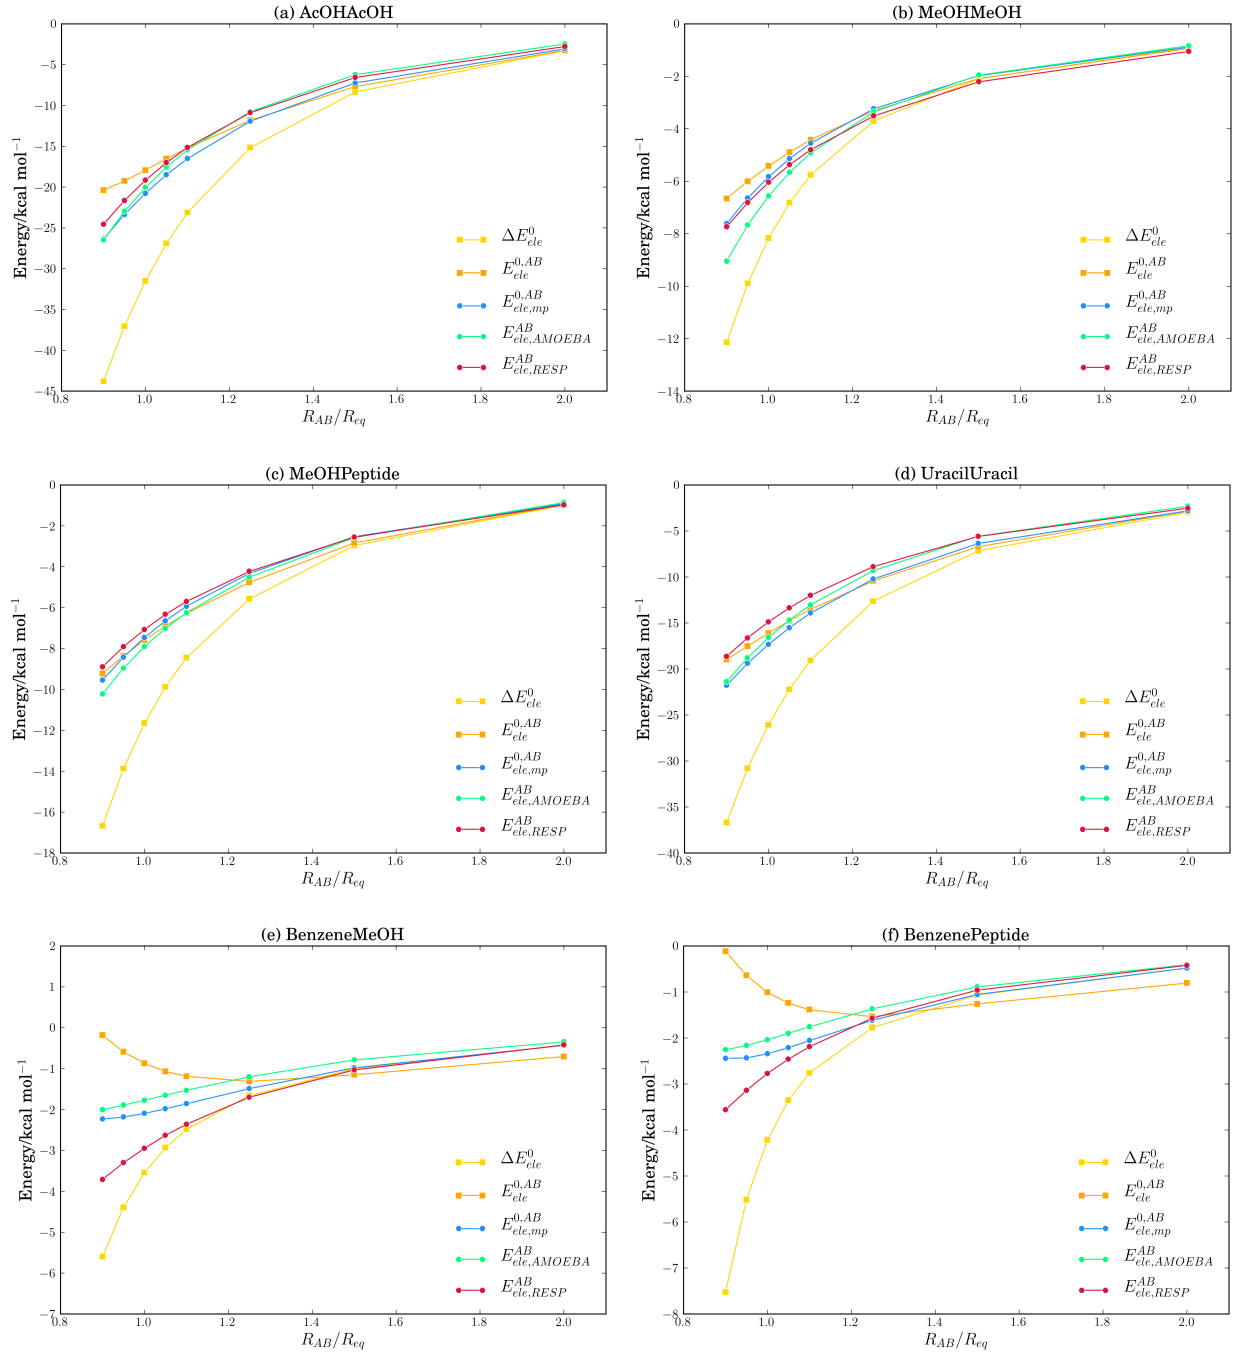 (a) AcOHAcOH
0
−5
−10
−15
−20
−25
−30
−35
−40
−45
Energy/kcal mol⁻¹
0.8 1.0 1.2 1.4 1.6 1.8 2.0
R_AB/R_eq
ΔE⁰_ele
E^{0,AB}_ele
E^{0,AB}_{ele,mp}
E^{AB}_{ele,AMOEBA}
E^{AB}_{ele,RESP}
(b) MeOHMeOH
0
−2
−4
−6
−8
−10
−12
−14
Energy/kcal mol⁻¹
0.8 1.0 1.2 1.4 1.6 1.8 2.0
R_AB/R_eq
ΔE⁰_ele
E^{0,AB}_ele
E^{0,AB}_{ele,mp}
E^{AB}_{ele,AMOEBA}
E^{AB}_{ele,RESP}
(c) MeOHPeptide
0
−2
−4
−6
−8
−10
−12
−14
−16
−18
Energy/kcal mol⁻¹
0.8 1.0 1.2 1.4 1.6 1.8 2.0
R_AB/R_eq
ΔE⁰_ele
E^{0,AB}_ele
E^{0,AB}_{ele,mp}
E^{AB}_{ele,AMOEBA}
E^{AB}_{ele,RESP}
(d) UracilUracil
0
−5
−10
−15
−20
−25
−30
−35
−40
Energy/kcal mol⁻¹
0.8 1.0 1.2 1.4 1.6 1.8 2.0
R_AB/R_eq
ΔE⁰_ele
E^{0,AB}_ele
E^{0,AB}_{ele,mp}
E^{AB}_{ele,AMOEBA}
E^{AB}_{ele,RESP}
(e) BenzeneMeOH
2
1
0
−1
−2
−3
−4
−5
−6
−7
Energy/kcal mol⁻¹
0.8 1.0 1.2 1.4 1.6 1.8 2.0
R_AB/R_eq
ΔE⁰_ele
E^{0,AB}_ele
E^{0,AB}_{ele,mp}
E^{AB}_{ele,AMOEBA}
E^{AB}_{ele,RESP}
(f) BenzenePeptide
0
−1
−2
−3
−4
−5
−6
−7
−8
Energy/kcal mol⁻¹
0.8 1.0 1.2 1.4 1.6 1.8 2.0
R_AB/R_eq
ΔE⁰_ele
E^{0,AB}_ele
E^{0,AB}_{ele,mp}
E^{AB}_{ele,AMOEBA}
E^{AB}_{ele,RESP}